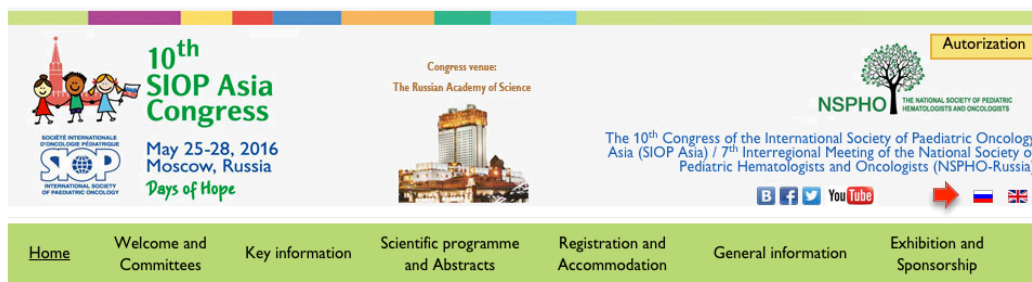 10th
SIOP Asia
Congress
SOCIÉTÉ INTERNATIONALE
D'ONCOLOGIE PÉDIATRIQUE
SIOP
INTERNATIONAL SOCIETY
OF PAEDIATRIC ONCOLOGY
May 25-28, 2016
Moscow, Russia
Days of Hope
Congress venue:
The Russian Academy of Science
Autorization
NSPHO
THE NATIONAL SOCIETY OF PEDIATRIC
HEMATOLOGISTS AND ONCOLOGISTS
The 10th Congress of the International Society of Paediatric Oncology
Asia (SIOP Asia) / 7th Interregional Meeting of the National Society o
Pediatric Hematologists and Oncologists (NSPHO-Russia)
B f You Tube
Home
Welcome and
Committees
Key information
Scientific programme
and Abstracts
Registration and
Accommodation
General information
Exhibition and
Sponsorship